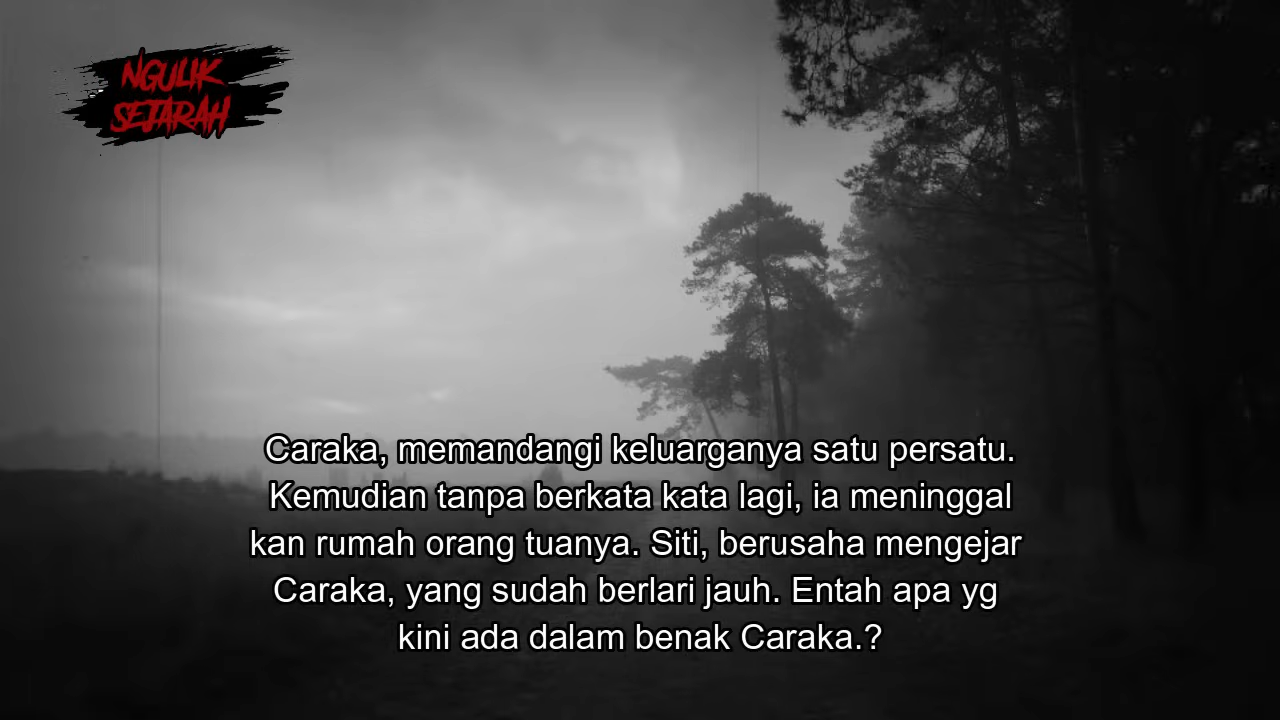 NGULIK
SEJARAH
Caraka, memandangi keluarganya satu persatu.
Kemudian tanpa berkata kata lagi, ia meninggal
kan rumah orang tuanya. Siti, berusaha mengejar
Caraka, yang sudah berlari jauh. Entah apa yg
kini ada dalam benak Caraka.?